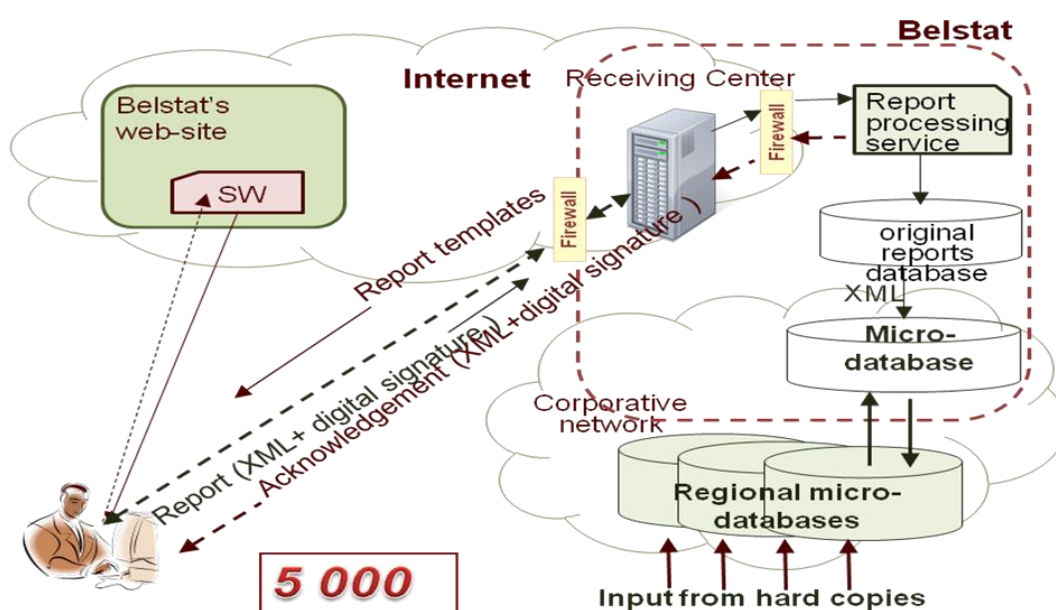 Belstat
Internet
Receiving Center
Belstat's
web-site
SW
Firewall
Firewall
Report
processing
service
original
reports
database
XML
Micro-
database
Report templates
Report (XML+ digital signature )
Acknowledgement (XML+digital signature )
Corporative
network
Regional micro-
databases
5 000
Input from hard copies